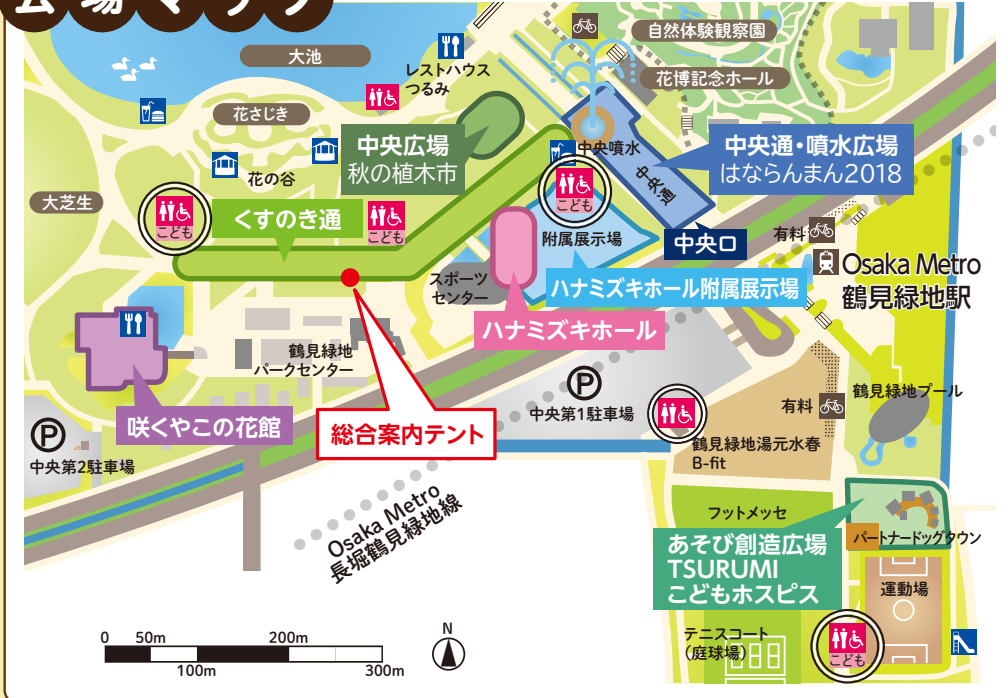 会場マップ
大池
自然体験観察園
レストハウス
つるみ
花博記念ホール
花さじき
中央広場
秋の植木市
中央噴水
中央通・噴水広場
はならんまん2018
花の谷
中央通
大芝生
こども
くすのき通
こども
こども
附属展示場
中央口
有料
Osaka Metro
鶴見緑地駅
スポーツ
センター
ハナミズキホール附属展示場
ハナミズキホール
鶴見緑地
パークセンター
P
中央第1駐車場
鶴見緑地プール
有料
咲くやこの花館
総合案内テント
P
中央第2駐車場
鶴見緑地湯元水春
B-fit
Osaka Metro
長堀鶴見緑地線
フットメッセ
あそび創造広場
TSURUMI
こどもホスピス
パートナードッグタウン
運動場
テニスコート
(庭球場)
こども
0 50m 200m
100m 300m
N